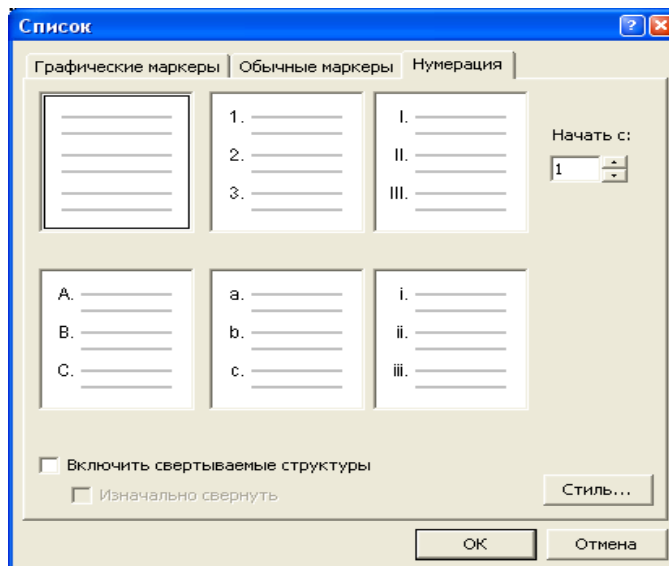 Список
Графические маркеры
Обычные маркеры
Нумерация
1.
2.
3.
I.
II.
III.
Начать с:
1
A.
B.
C.
a.
b.
c.
i.
ii.
iii.
Включить свертываемые структуры
Изначально свернуть
Стиль...
OK
Отмена